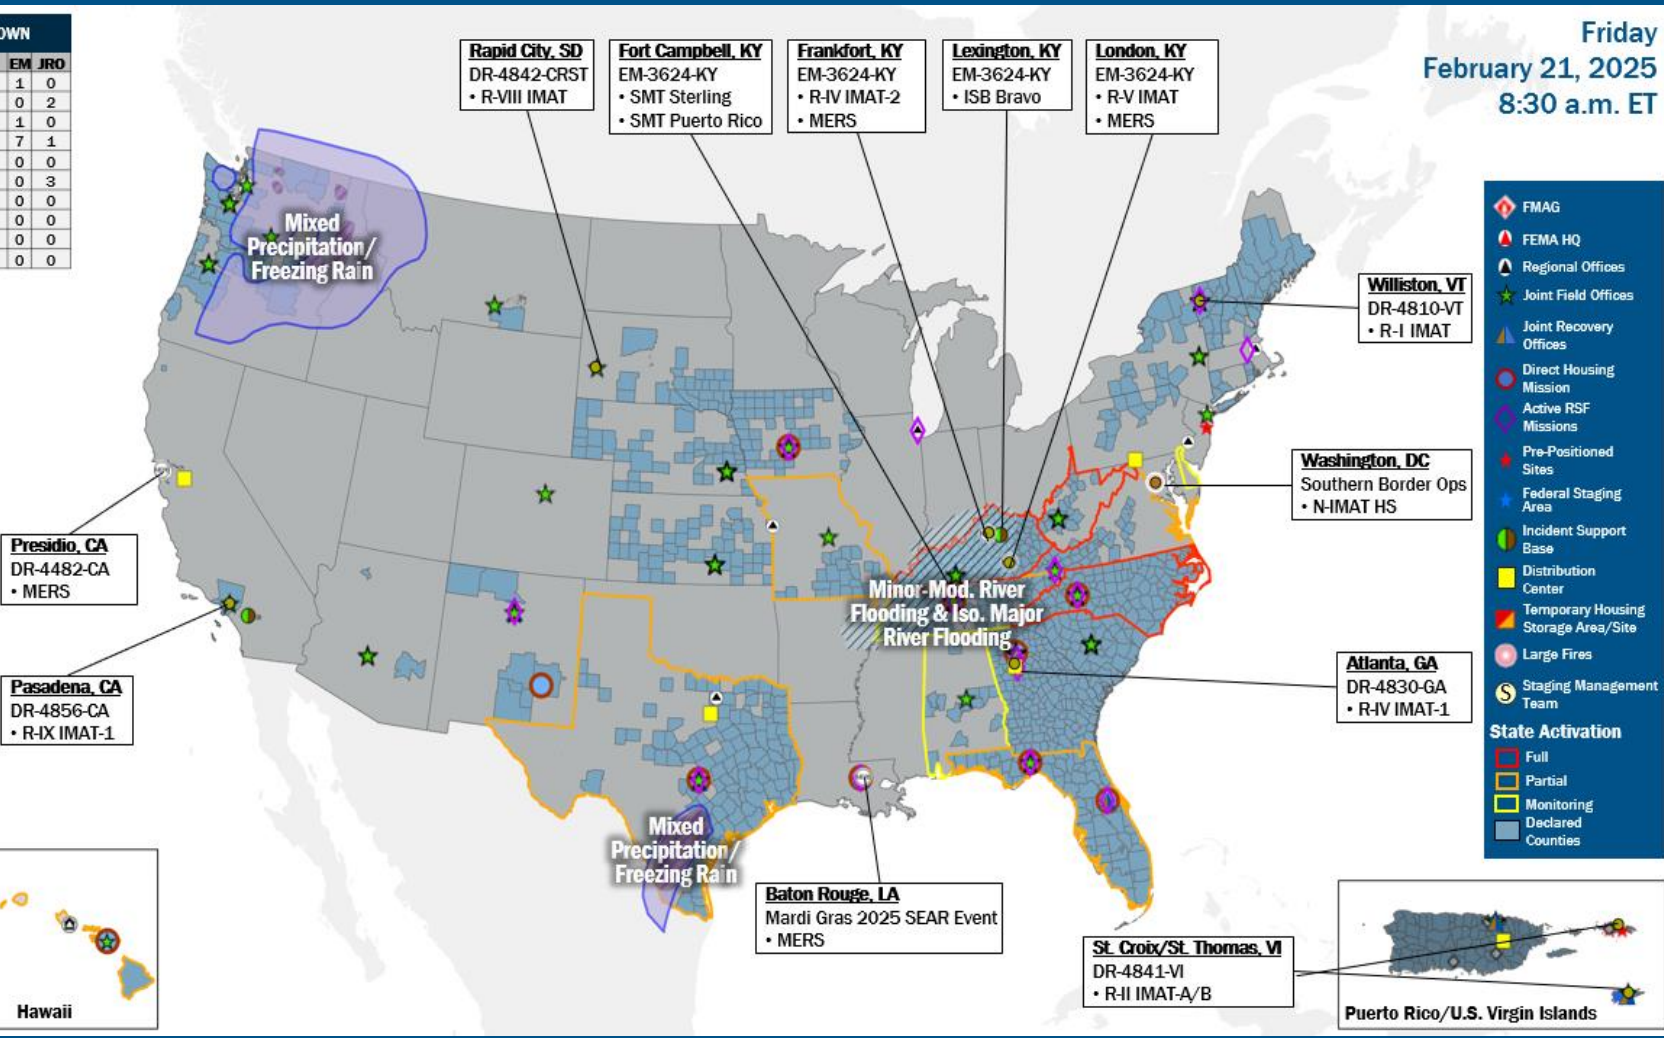 OWN
EM JRO
1 0
0 2
1 0
7 1
0 0
0 3
0 0
0 0
0 0
0 0
Friday
February 21, 2025
8:30 a.m. ET
Rapid City, SD
DR-4842-CRST
• R-VIII IMAT
Fort Campbell, KY
EM-3624-KY
• SMT Sterling
• SMT Puerto Rico
Frankfort, KY
EM-3624-KY
• R-IV IMAT-2
• MERS
Lexington, KY
EM-3624-KY
• ISB Bravo
London, KY
EM-3624-KY
• R-V IMAT
• MERS
Mixed
Precipitation/
Freezing Rain
Williston, VT
DR-4810-VT
• R-I IMAT
Washington, DC
Southern Border Ops
• N-IMAT HS
Presidio, CA
DR-4482-CA
• MERS
Minor-Mod. River
Flooding & Iso. Major
River Flooding
Pasadena, CA
DR-4856-CA
• R-IX IMAT-1
Atlanta, GA
DR-4830-GA
• R-IV IMAT-1
Mixed
Precipitation/
Freezing Rain
Baton Rouge, LA
Mardi Gras 2025 SEAR Event
• MERS
St. Croix/St. Thomas, VI
DR-4841-VI
• R-II IMAT-A/B
Hawaii
Puerto Rico/U.S. Virgin Islands
FMAG
FEMA HQ
Regional Offices
Joint Field Offices
Joint Recovery
Offices
Direct Housing
Mission
Active RSF
Missions
Pre-Positioned
Sites
Federal Staging
Area
Incident Support
Base
Distribution
Center
Temporary Housing
Storage Area/Site
Large Fires
S
Staging Management
Team
State Activation
Full
Partial
Monitoring
Declared
Counties